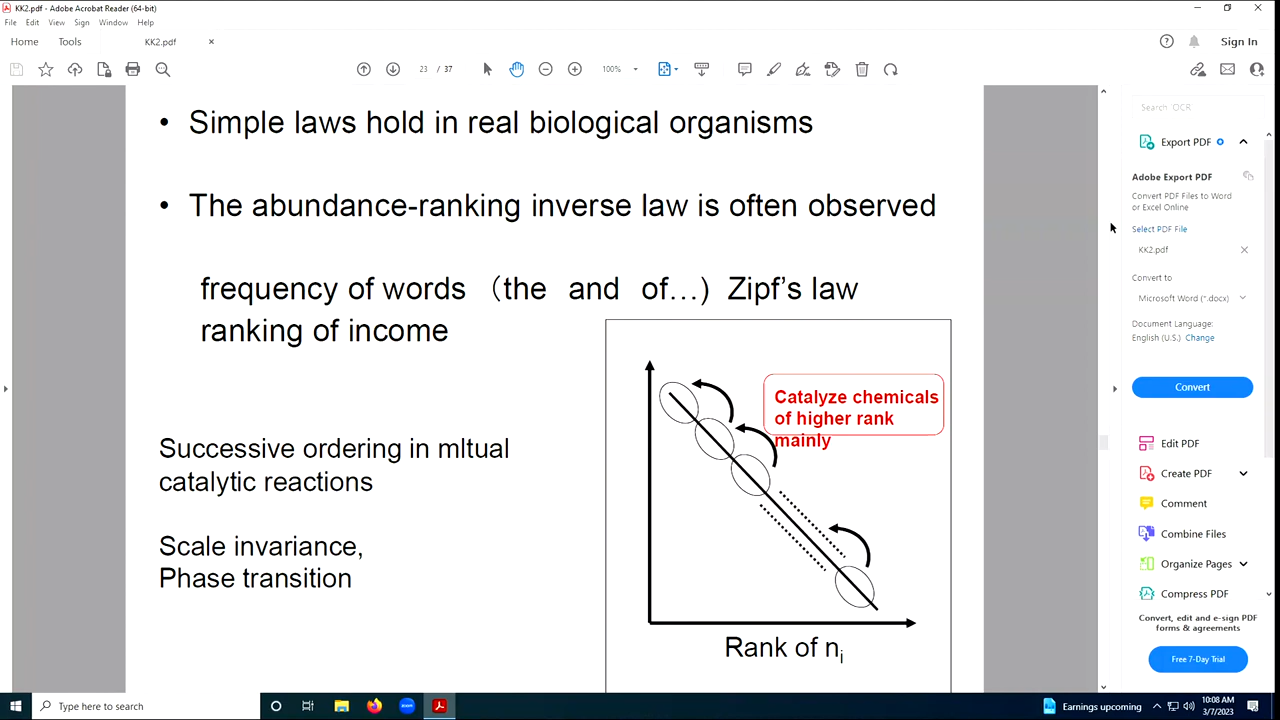 KK2.pdf - Adobe Acrobat Reader (64-bit)
File Edit View Sign Window Help
Home Tools KK2.pdf × Sign In
23 / 37 100%
• Simple laws hold in real biological organisms
• The abundance-ranking inverse law is often observed
frequency of words （the and of…) Zipf's law
ranking of income
Catalyze chemicals
of higher rank
mainly
Successive ordering in mltual
catalytic reactions
Scale invariance,
Phase transition
Rank of ni
Search 'OCR'
Export PDF
Adobe Export PDF
Convert PDF Files to Word
or Excel Online
Select PDF File
KK2.pdf
Convert to
Microsoft Word (*.docx)
Document Language:
English (U.S.) Change
Convert
Edit PDF
Create PDF
Comment
Combine Files
Organize Pages
Compress PDF
Convert, edit and e-sign PDF
forms & agreements
Free 7-Day Trial
Type here to search
zoom
Earnings upcoming
10:08 AM
3/7/2023